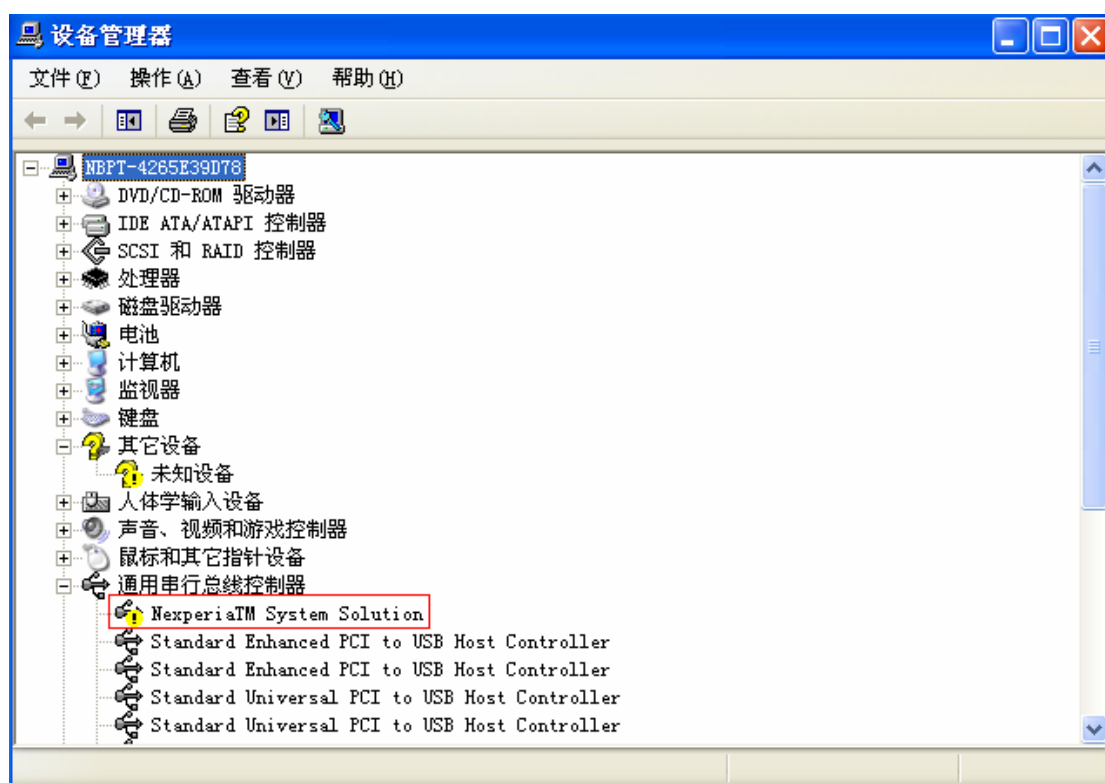 设备管理器
文件(F) 操作(A) 查看(V) 帮助(H)
NBPT-4265E39D78
DVD/CD-ROM 驱动器
IDE ATA/ATAPI 控制器
SCSI 和 RAID 控制器
处理器
磁盘驱动器
电池
计算机
监视器
键盘
其它设备
未知设备
人体学输入设备
声音、视频和游戏控制器
鼠标和其它指针设备
通用串行总线控制器
NexperiaTM System Solution
Standard Enhanced PCI to USB Host Controller
Standard Enhanced PCI to USB Host Controller
Standard Universal PCI to USB Host Controller
Standard Universal PCI to USB Host Controller